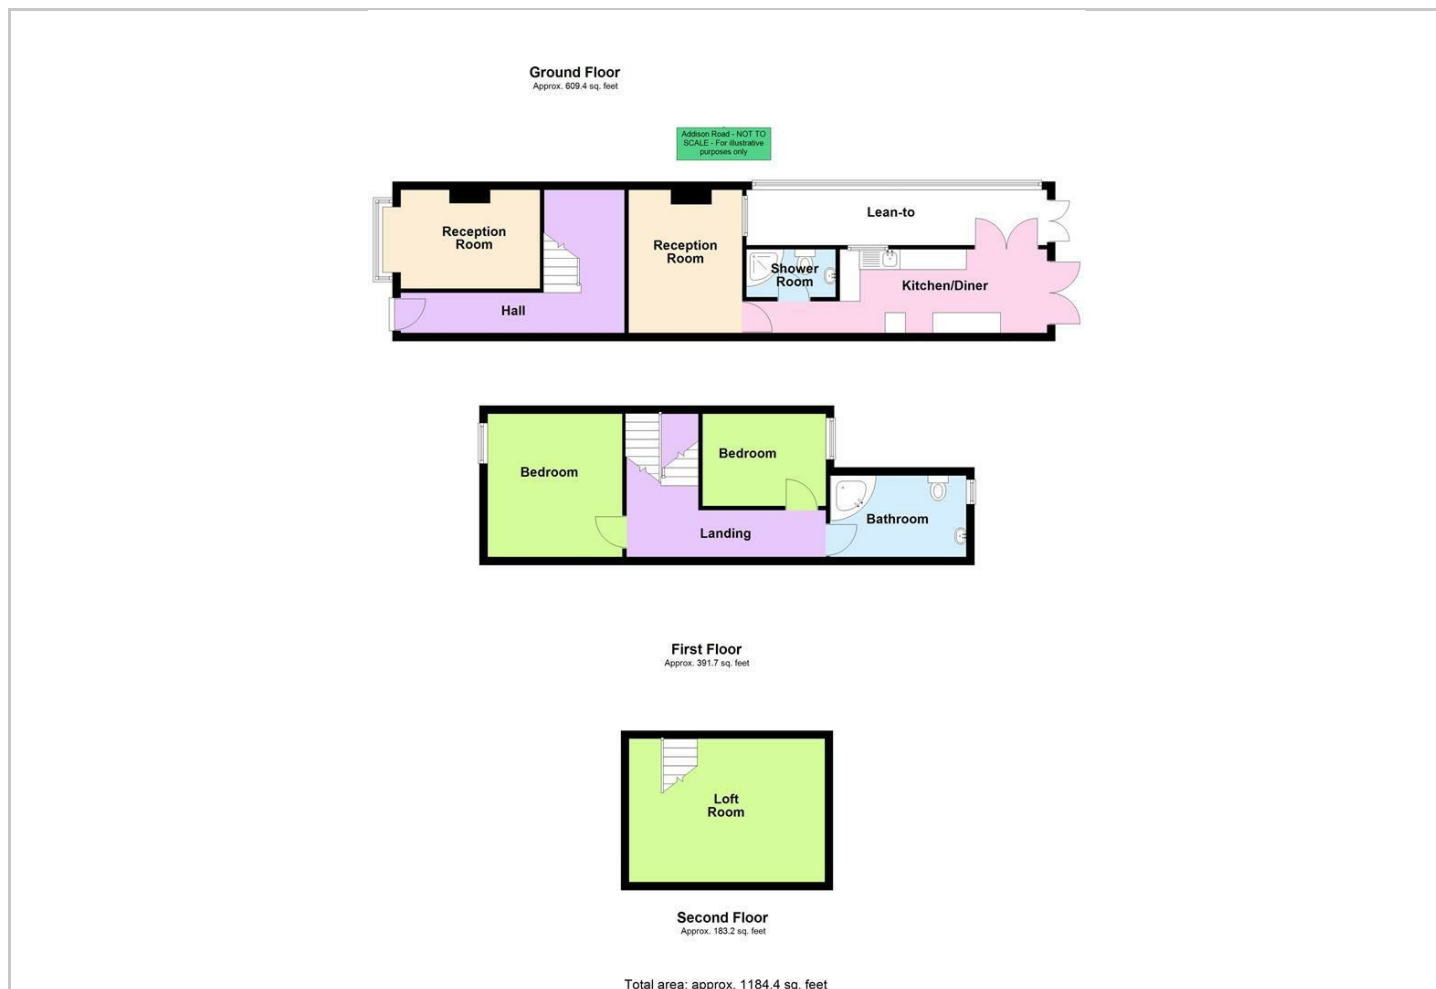 Ground Floor
Approx. 609.4 sq. feet
Addison Road - NOT TO
SCALE - For illustrative
purposes only
Reception
Room
Hall
Reception
Room
Lean-to
Shower
Room
Kitchen/Diner
Bedroom
Bedroom
Landing
Bathroom
First Floor
Approx. 391.7 sq. feet
Loft
Room
Second Floor
Approx. 183.2 sq. feet
Total area: approx. 1184.4 sq. feet